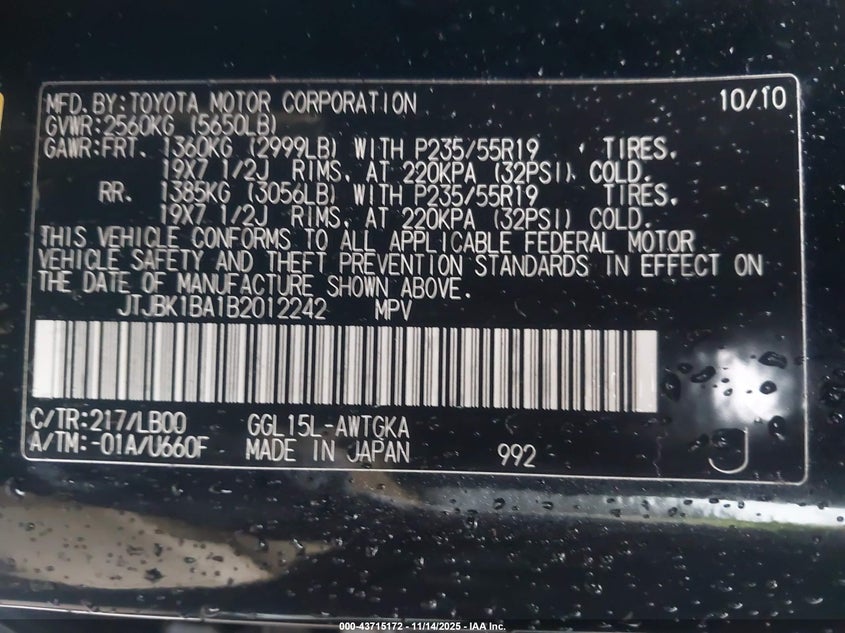 MFD. BY: TOYOTA MOTOR CORPORATION 10/10
GVWR: 2560KG (5650LB)
GAWR: FRT. 1360KG (2999LB) WITH P235/55R19 TIRES.
19X7 1/2J RIMS, AT 220KPA (32PSI) COLD.
RR. 1385KG (3056LB) WITH P235/55R19 TIRES.
19X7 1/2J RIMS, AT 220KPA (32PSI) COLD.
THIS VEHICLE CONFORMS TO ALL APPLICABLE FEDERAL MOTOR
VEHICLE SAFETY AND THEFT PREVENTION STANDARDS IN EFFECT ON
THE DATE OF MANUFACTURE SHOWN ABOVE.
JTJBK1BA1B2012242 MPV
C/TR: 217/LB00 GGL15L-AWTGKA
A/TM: -01A/U660F MADE IN JAPAN 992 J
000-43715172 - 11/14/2025 - IAA Inc.